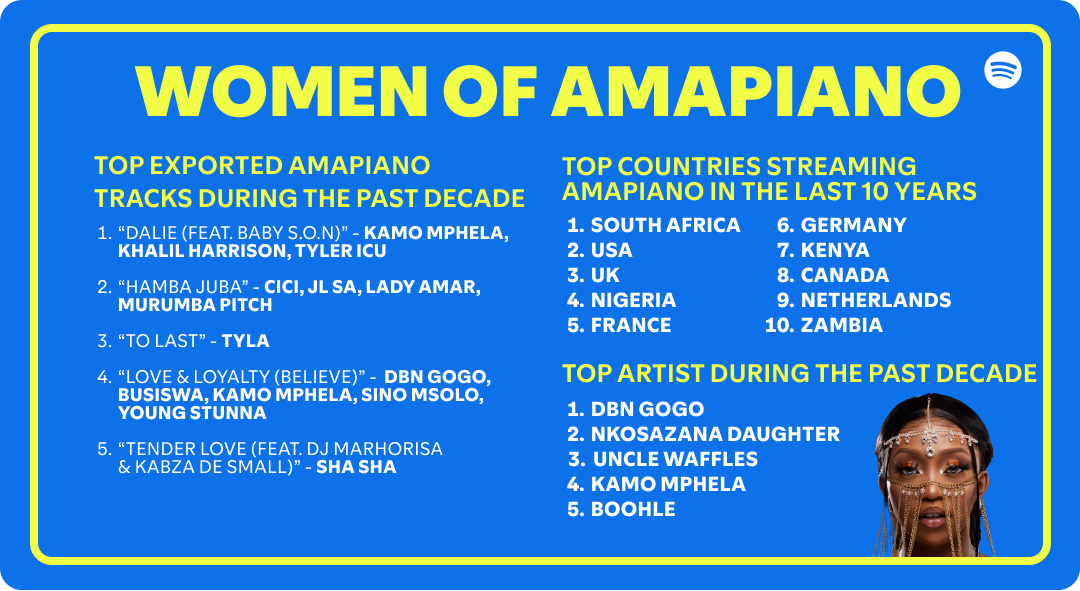 WOMEN OF AMAPIANO
TOP EXPORTED AMAPIANO
TRACKS DURING THE PAST DECADE
1. “DALIE (FEAT. BABY S.O.N)” - KAMO MPHELA,
KHALIL HARRISON, TYLER ICU
2. “HAMBA JUBA” - CICI, JL SA, LADY AMAR,
MURUMBA PITCH
3. “TO LAST” - TYLA
4. “LOVE & LOYALTY (BELIEVE)” - DBN GOGO,
BUSISWA, KAMO MPHELA, SINO MSOLO,
YOUNG STUNNA
5. “TENDER LOVE (FEAT. DJ MARHORISA
& KABZA DE SMALL)” - SHA SHA
TOP COUNTRIES STREAMING
AMAPIANO IN THE LAST 10 YEARS
1. SOUTH AFRICA
2. USA
3. UK
4. NIGERIA
5. FRANCE
6. GERMANY
7. KENYA
8. CANADA
9. NETHERLANDS
10. ZAMBIA
TOP ARTIST DURING THE PAST DECADE
1. DBN GOGO
2. NKOSAZANA DAUGHTER
3. UNCLE WAFFLES
4. KAMO MPHELA
5. BOOHLE